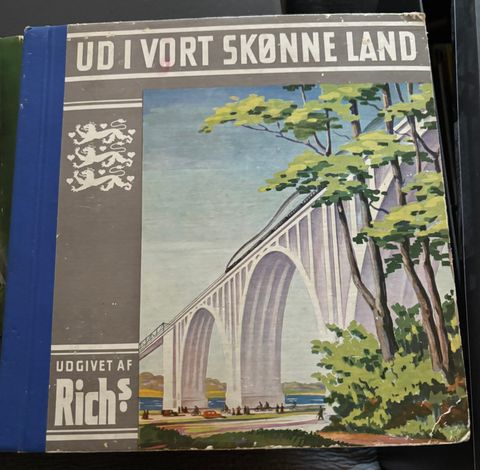 UD I VORT SKØNNE LAND
UDGIVET AF
Richs.